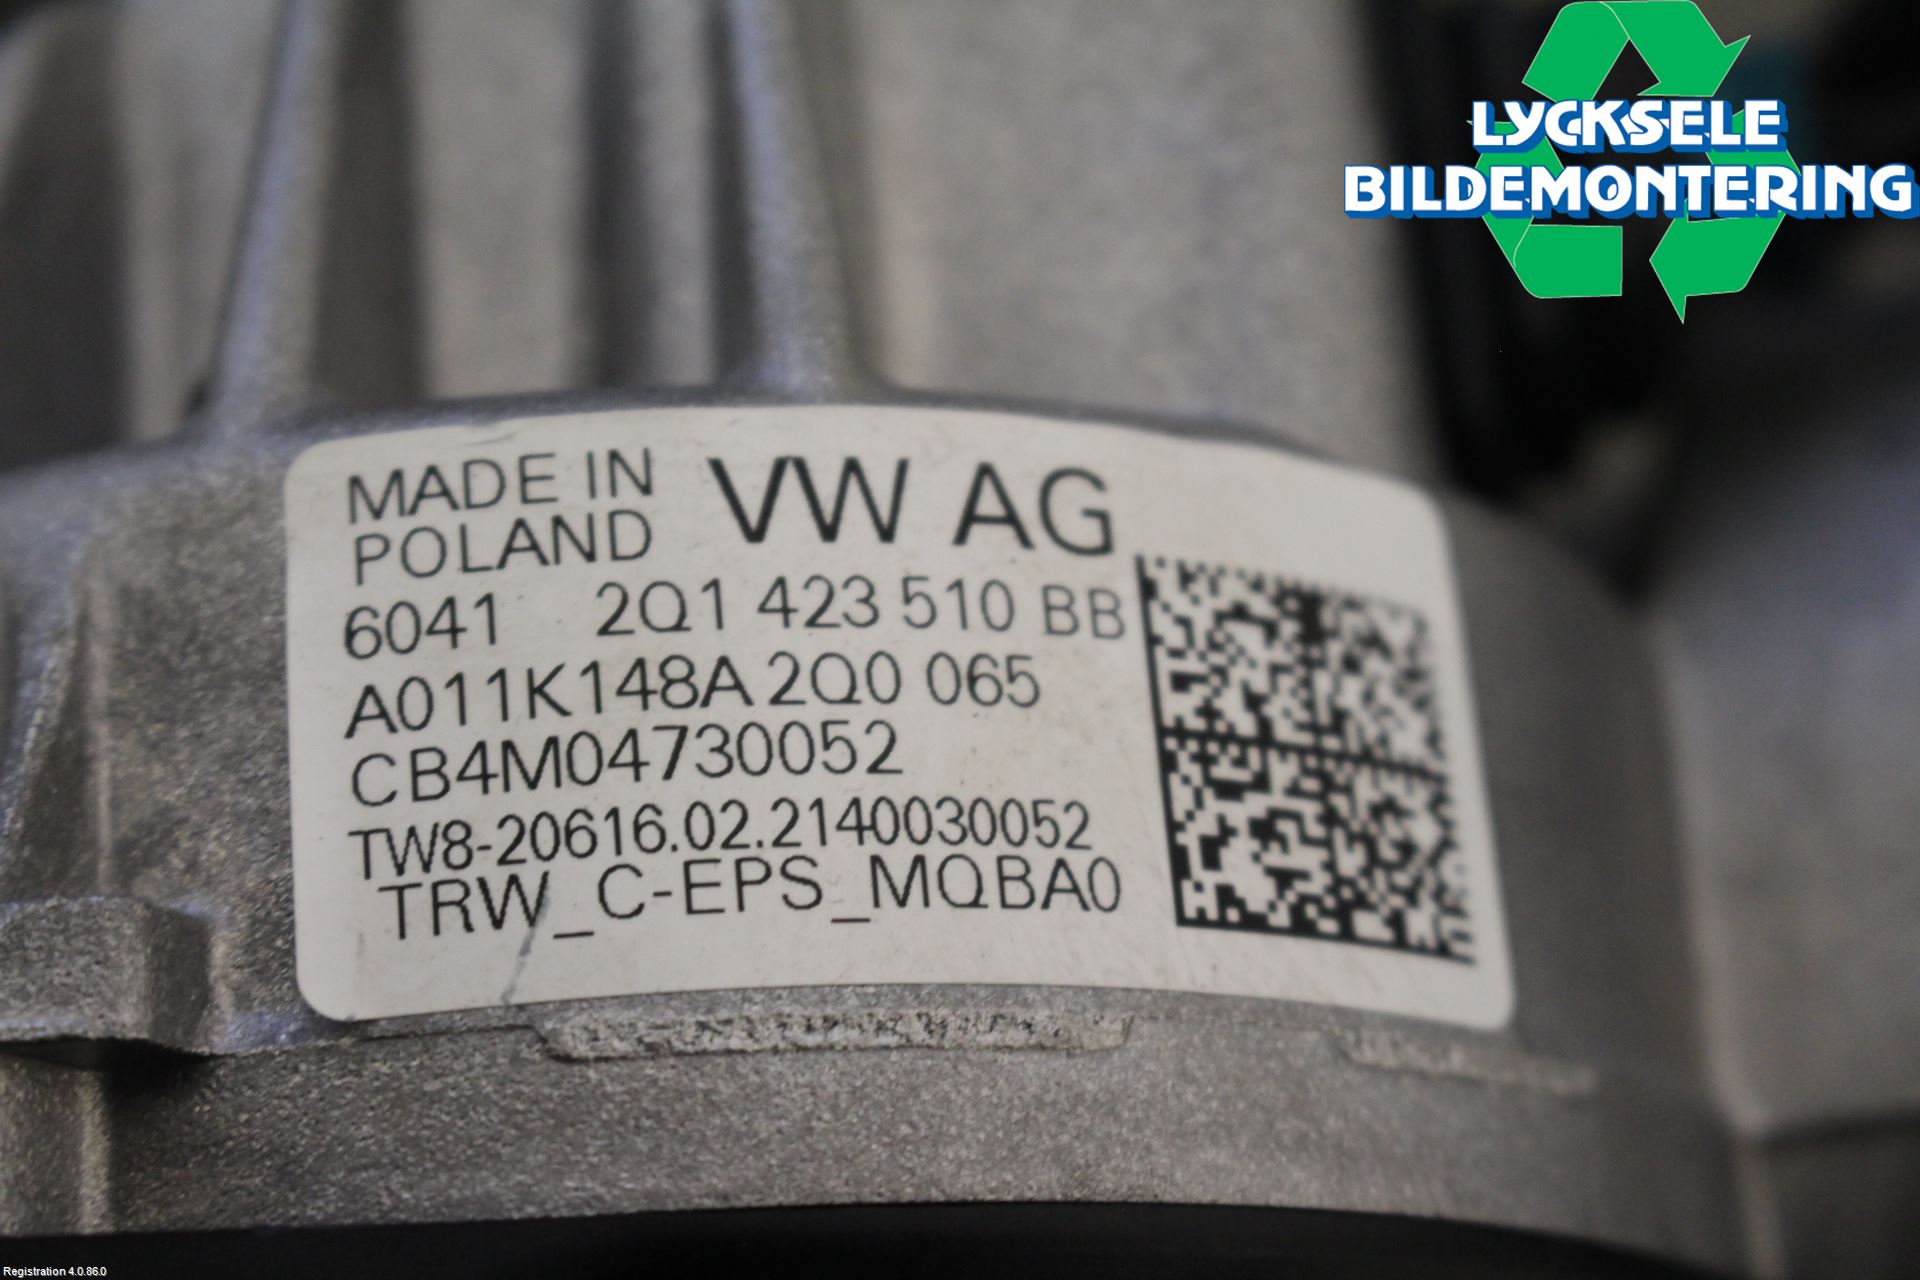 LYCKSELE
BILDEMONTERING
MADE IN
POLAND
VW AG
6041 2Q1 423 510 BB
A011K148A 2Q0 065
CB4M04730052
TW8-20616.02.2140030052
TRW_C-EPS_MQBA0
Registration 4.0.86.0